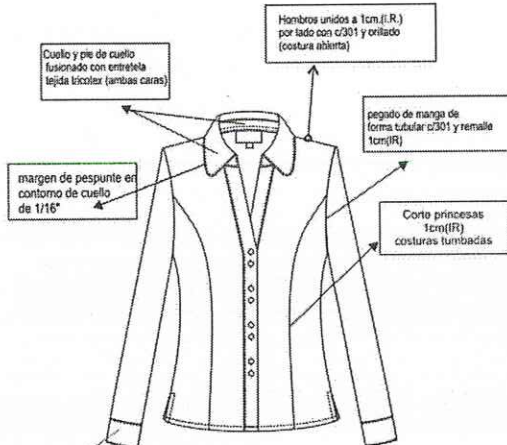 Hombros unidos a 1cm.(I.R.)
por lado con c/301 y orillado
(costura abierta)
Cuello y pie de cuello
fusionado con entretela
tejida tricotex (ambas caras)
pegado de manga de
forma tubular c/301 y remalle
1cm(IR)
margen de pespunte en
contorno de cuello
de 1/16"
Corte princesas
1cm(IR)
costuras tumbadas